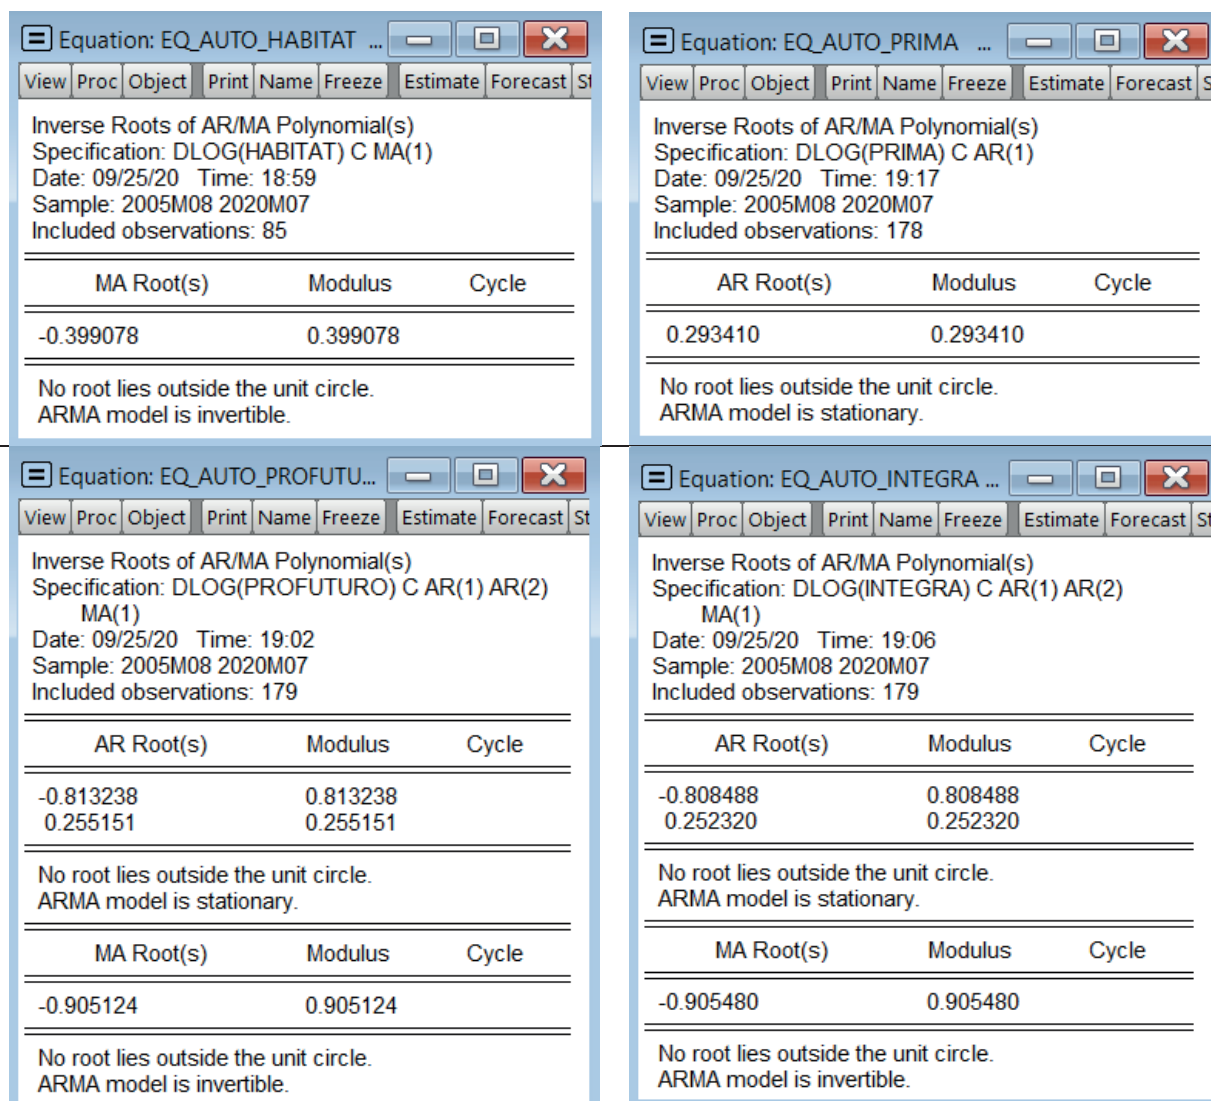 Equation: EQ_AUTO_HABITAT ...
View Proc Object Print Name Freeze Estimate Forecast St
Inverse Roots of AR/MA Polynomial(s)
Specification: DLOG(HABITAT) C MA(1)
Date: 09/25/20 Time: 18:59
Sample: 2005M08 2020M07
Included observations: 85
MA Root(s) Modulus Cycle
-0.399078 0.399078
No root lies outside the unit circle.
ARMA model is invertible.
Equation: EQ_AUTO_PRIMA ...
View Proc Object Print Name Freeze Estimate Forecast S
Inverse Roots of AR/MA Polynomial(s)
Specification: DLOG(PRIMA) C AR(1)
Date: 09/25/20 Time: 19:17
Sample: 2005M08 2020M07
Included observations: 178
AR Root(s) Modulus Cycle
0.293410 0.293410
No root lies outside the unit circle.
ARMA model is stationary.
Equation: EQ_AUTO_PROFUTU...
View Proc Object Print Name Freeze Estimate Forecast St
Inverse Roots of AR/MA Polynomial(s)
Specification: DLOG(PROFUTURO) C AR(1) AR(2)
MA(1)
Date: 09/25/20 Time: 19:02
Sample: 2005M08 2020M07
Included observations: 179
AR Root(s) Modulus Cycle
-0.813238 0.813238
0.255151 0.255151
No root lies outside the unit circle.
ARMA model is stationary.
MA Root(s) Modulus Cycle
-0.905124 0.905124
No root lies outside the unit circle.
ARMA model is invertible.
Equation: EQ_AUTO_INTEGRA ...
View Proc Object Print Name Freeze Estimate Forecast St
Inverse Roots of AR/MA Polynomial(s)
Specification: DLOG(INTEGRA) C AR(1) AR(2)
MA(1)
Date: 09/25/20 Time: 19:06
Sample: 2005M08 2020M07
Included observations: 179
AR Root(s) Modulus Cycle
-0.808488 0.808488
0.252320 0.252320
No root lies outside the unit circle.
ARMA model is stationary.
MA Root(s) Modulus Cycle
-0.905480 0.905480
No root lies outside the unit circle.
ARMA model is invertible.